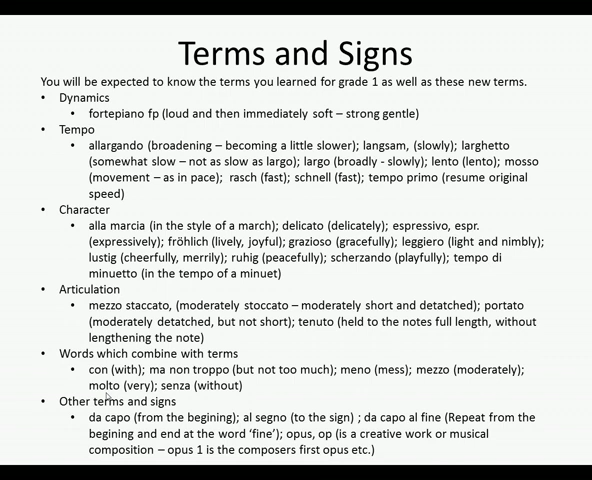 Terms and Signs
You will be expected to know the terms you learned for grade 1 as well as these new terms.
• Dynamics
• fortepiano fp (loud and then immediately soft – strong gentle)
• Tempo
• allargando (broadening – becoming a little slower); langsam, (slowly); larghetto
(somewhat slow – not as slow as largo); largo (broadly - slowly); lento (lento); mosso
(movement – as in pace);  rasch (fast); schnell (fast); tempo primo (resume original
speed)
• Character
• alla marcia (in the style of a march); delicato (delicately); espressivo, espr.
(expressively); fröhlich (lively, joyful); grazioso (gracefully); leggiero (light and nimbly);
lustig (cheerfully, merrily); ruhig (peacefully); scherzando (playfully); tempo di
minuetto (in the tempo of a minuet)
• Articulation
• mezzo staccato, (moderately stoccato – moderately short and detatched); portato
(moderately detatched, but not short); tenuto (held to the notes full length, without
lengthening the note)
• Words which combine with terms
• con (with); ma non troppo (but not too much); meno (mess); mezzo (moderately);
molto (very); senza (without)
• Other terms and signs
• da capo (from the begining); al segno (to the sign) ; da capo al fine (Repeat from the
begining and end at the word ‘fine’); opus, op (is a creative work or musical
composition – opus 1 is the composers first opus etc.)